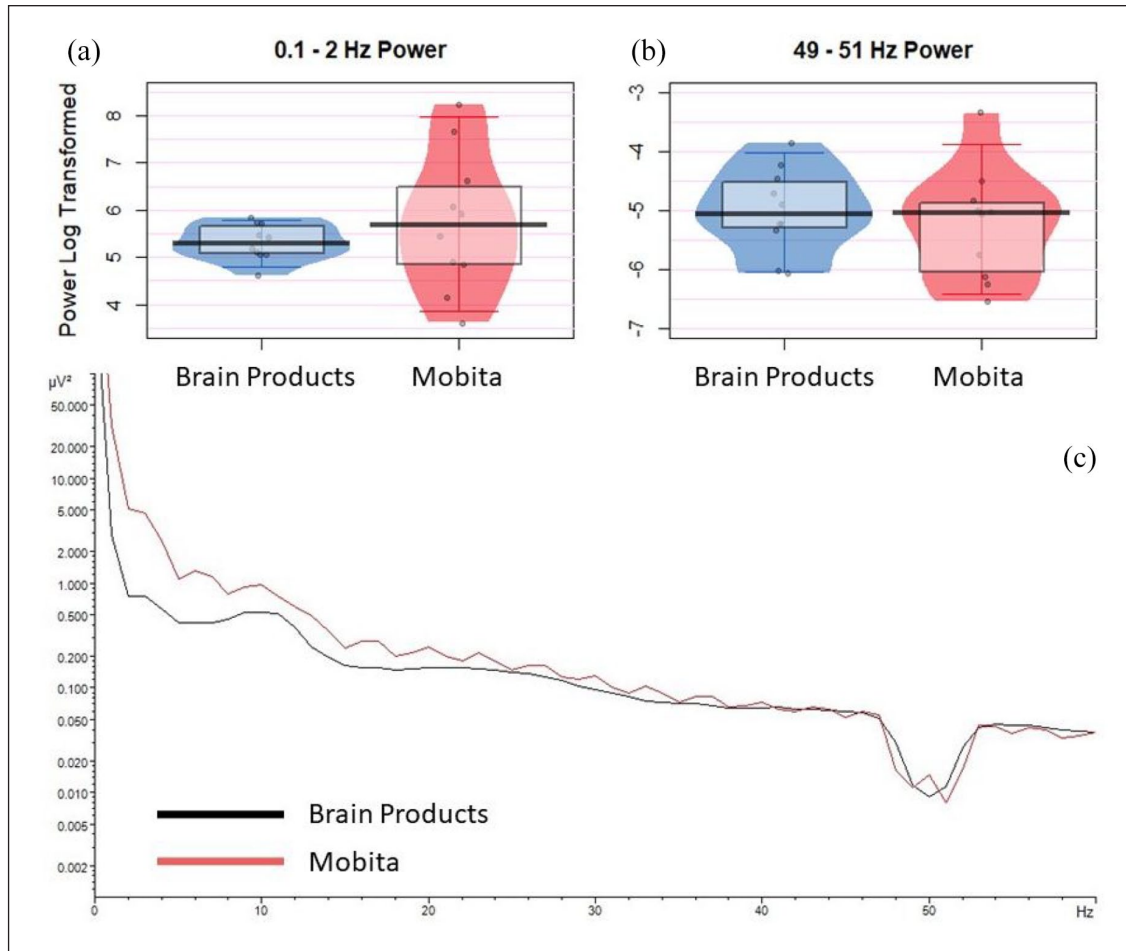 (a)
0.1 - 2 Hz Power
(b)
49 - 51 Hz Power
Power Log Transformed
8
7
6
5
4
-3
-4
-5
-6
-7
Brain Products
Mobita
Brain Products
Mobita
µV²
(c)
50.000
20.000
10.000
5.000
2.000
1.000
0.500
0.200
0.100
0.050
0.020
0.010
0.005
0.002
Brain Products
Mobita
0
10
20
30
40
50
Hz